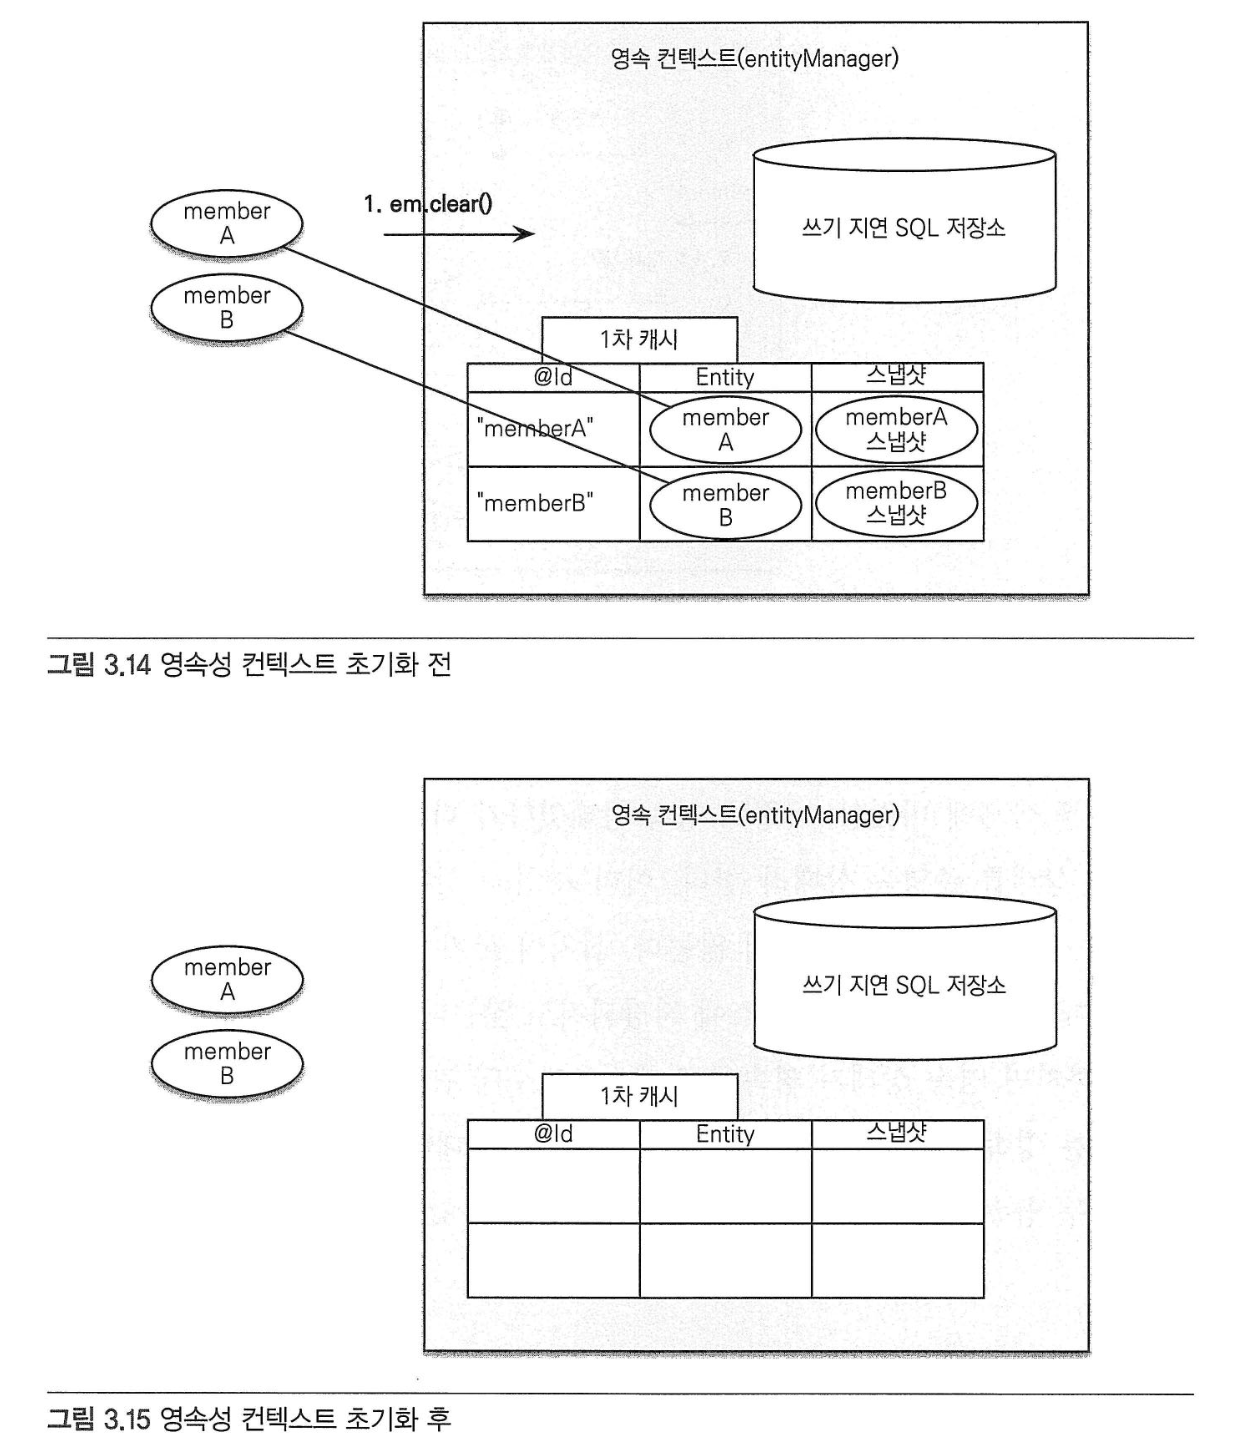 영속 컨텍스트(entityManager)
쓰기 지연 SQL 저장소
member
A
1. em.clear()
member
B
1차 캐시
@Id Entity 스냅샷
"memberA"
member
A
memberA
스냅샷
"memberB"
member
B
memberB
스냅샷
그림 3.14 영속성 컨텍스트 초기화 전
영속 컨텍스트(entityManager)
쓰기 지연 SQL 저장소
member
A
member
B
1차 캐시
@Id Entity 스냅샷
그림 3.15 영속성 컨텍스트 초기화 후